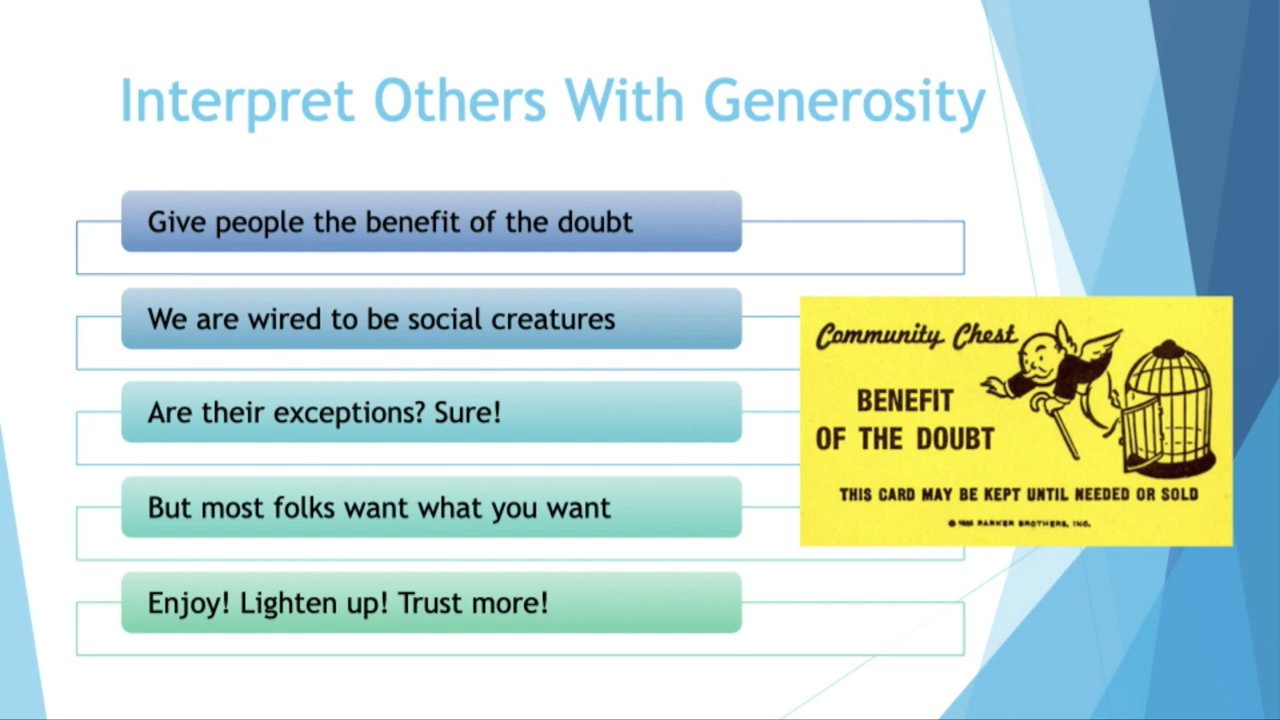 Interpret Others With Generosity
Give people the benefit of the doubt
We are wired to be social creatures
Are their exceptions? Sure!
But most folks want what you want
Enjoy! Lighten up! Trust more!
Community Chest
BENEFIT
OF THE DOUBT
THIS CARD MAY BE KEPT UNTIL NEEDED OR SOLD
PARKER BROTHERS, INC.